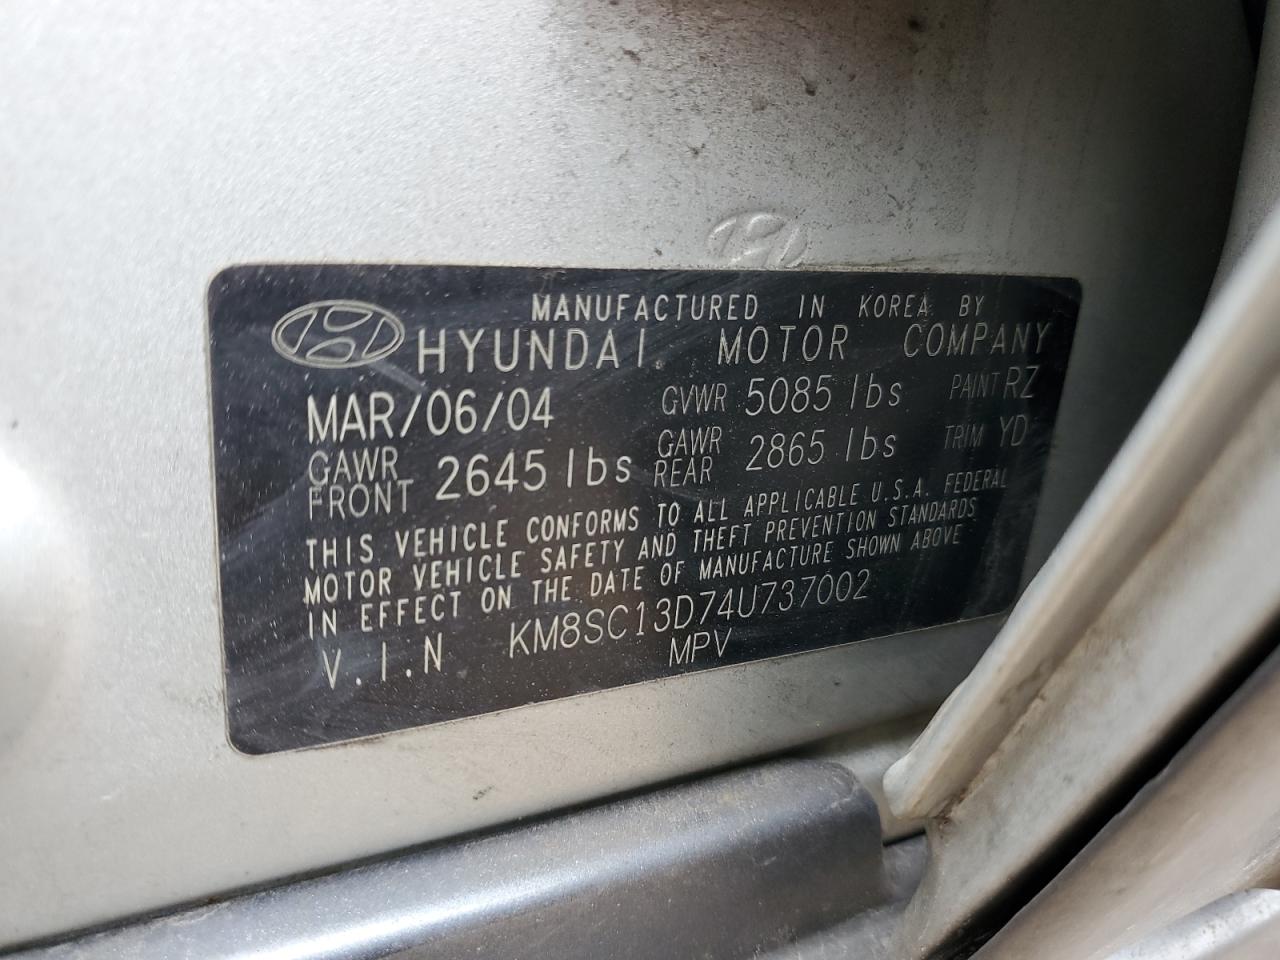 MANUFACTURED IN KOREA BY
HYUNDAI MOTOR COMPANY
MAR/06/04 GVWR 5085 lbs PAINT RZ
GAWR FRONT 2645 lbs GAWR REAR 2865 lbs TRIM YD
THIS VEHICLE CONFORMS TO ALL APPLICABLE U.S.A. FEDERAL
MOTOR VEHICLE SAFETY AND THEFT PREVENTION STANDARDS
IN EFFECT ON THE DATE OF MANUFACTURE SHOWN ABOVE
V.I.N KM8SC13D74U737002
MPV